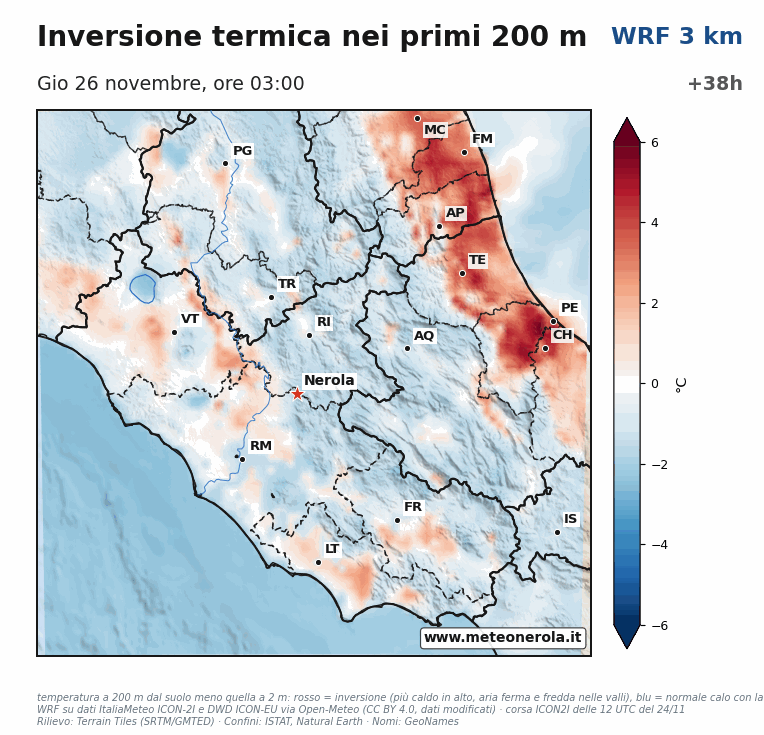 Inversione termica nei primi 200 m WRF 3 km
Gio 26 novembre, ore 03:00 +38h
MC
FM
PG
AP
TE
TR
PE
VT
RI
AQ
CH
Nerola
RM
FR
IS
LT
www.meteonerola.it
6
4
2
0
−2
−4
−6
°C
temperatura a 200 m dal suolo meno quella a 2 m: rosso = inversione (più caldo in alto, aria ferma e fredda nelle valli), blu = normale calo con la
WRF su dati ItaliaMeteo ICON-2I e DWD ICON-EU via Open-Meteo (CC BY 4.0, dati modificati) · corsa ICON2I delle 12 UTC del 24/11
Rilievo: Terrain Tiles (SRTM/GMTED) · Confini: ISTAT, Natural Earth · Nomi: GeoNames